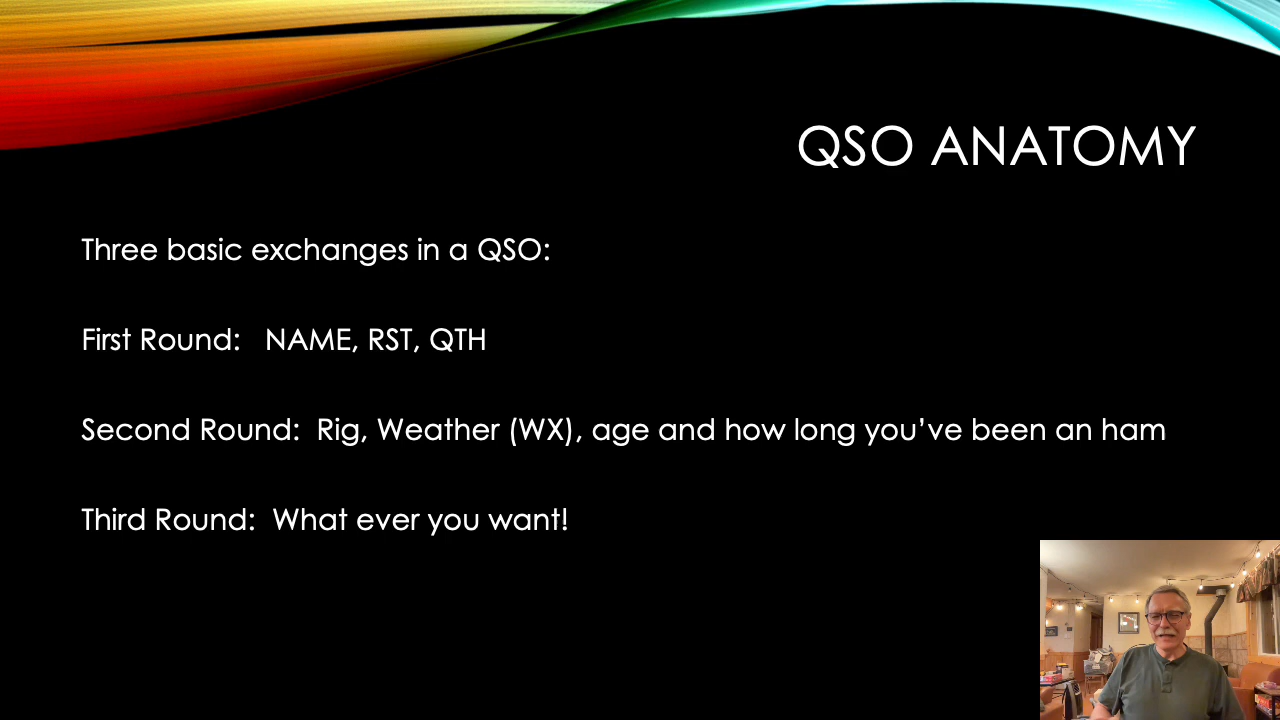 QSO ANATOMY
Three basic exchanges in a QSO:
First Round: NAME, RST, QTH
Second Round: Rig, Weather (WX), age and how long you’ve been an ham
Third Round: What ever you want!